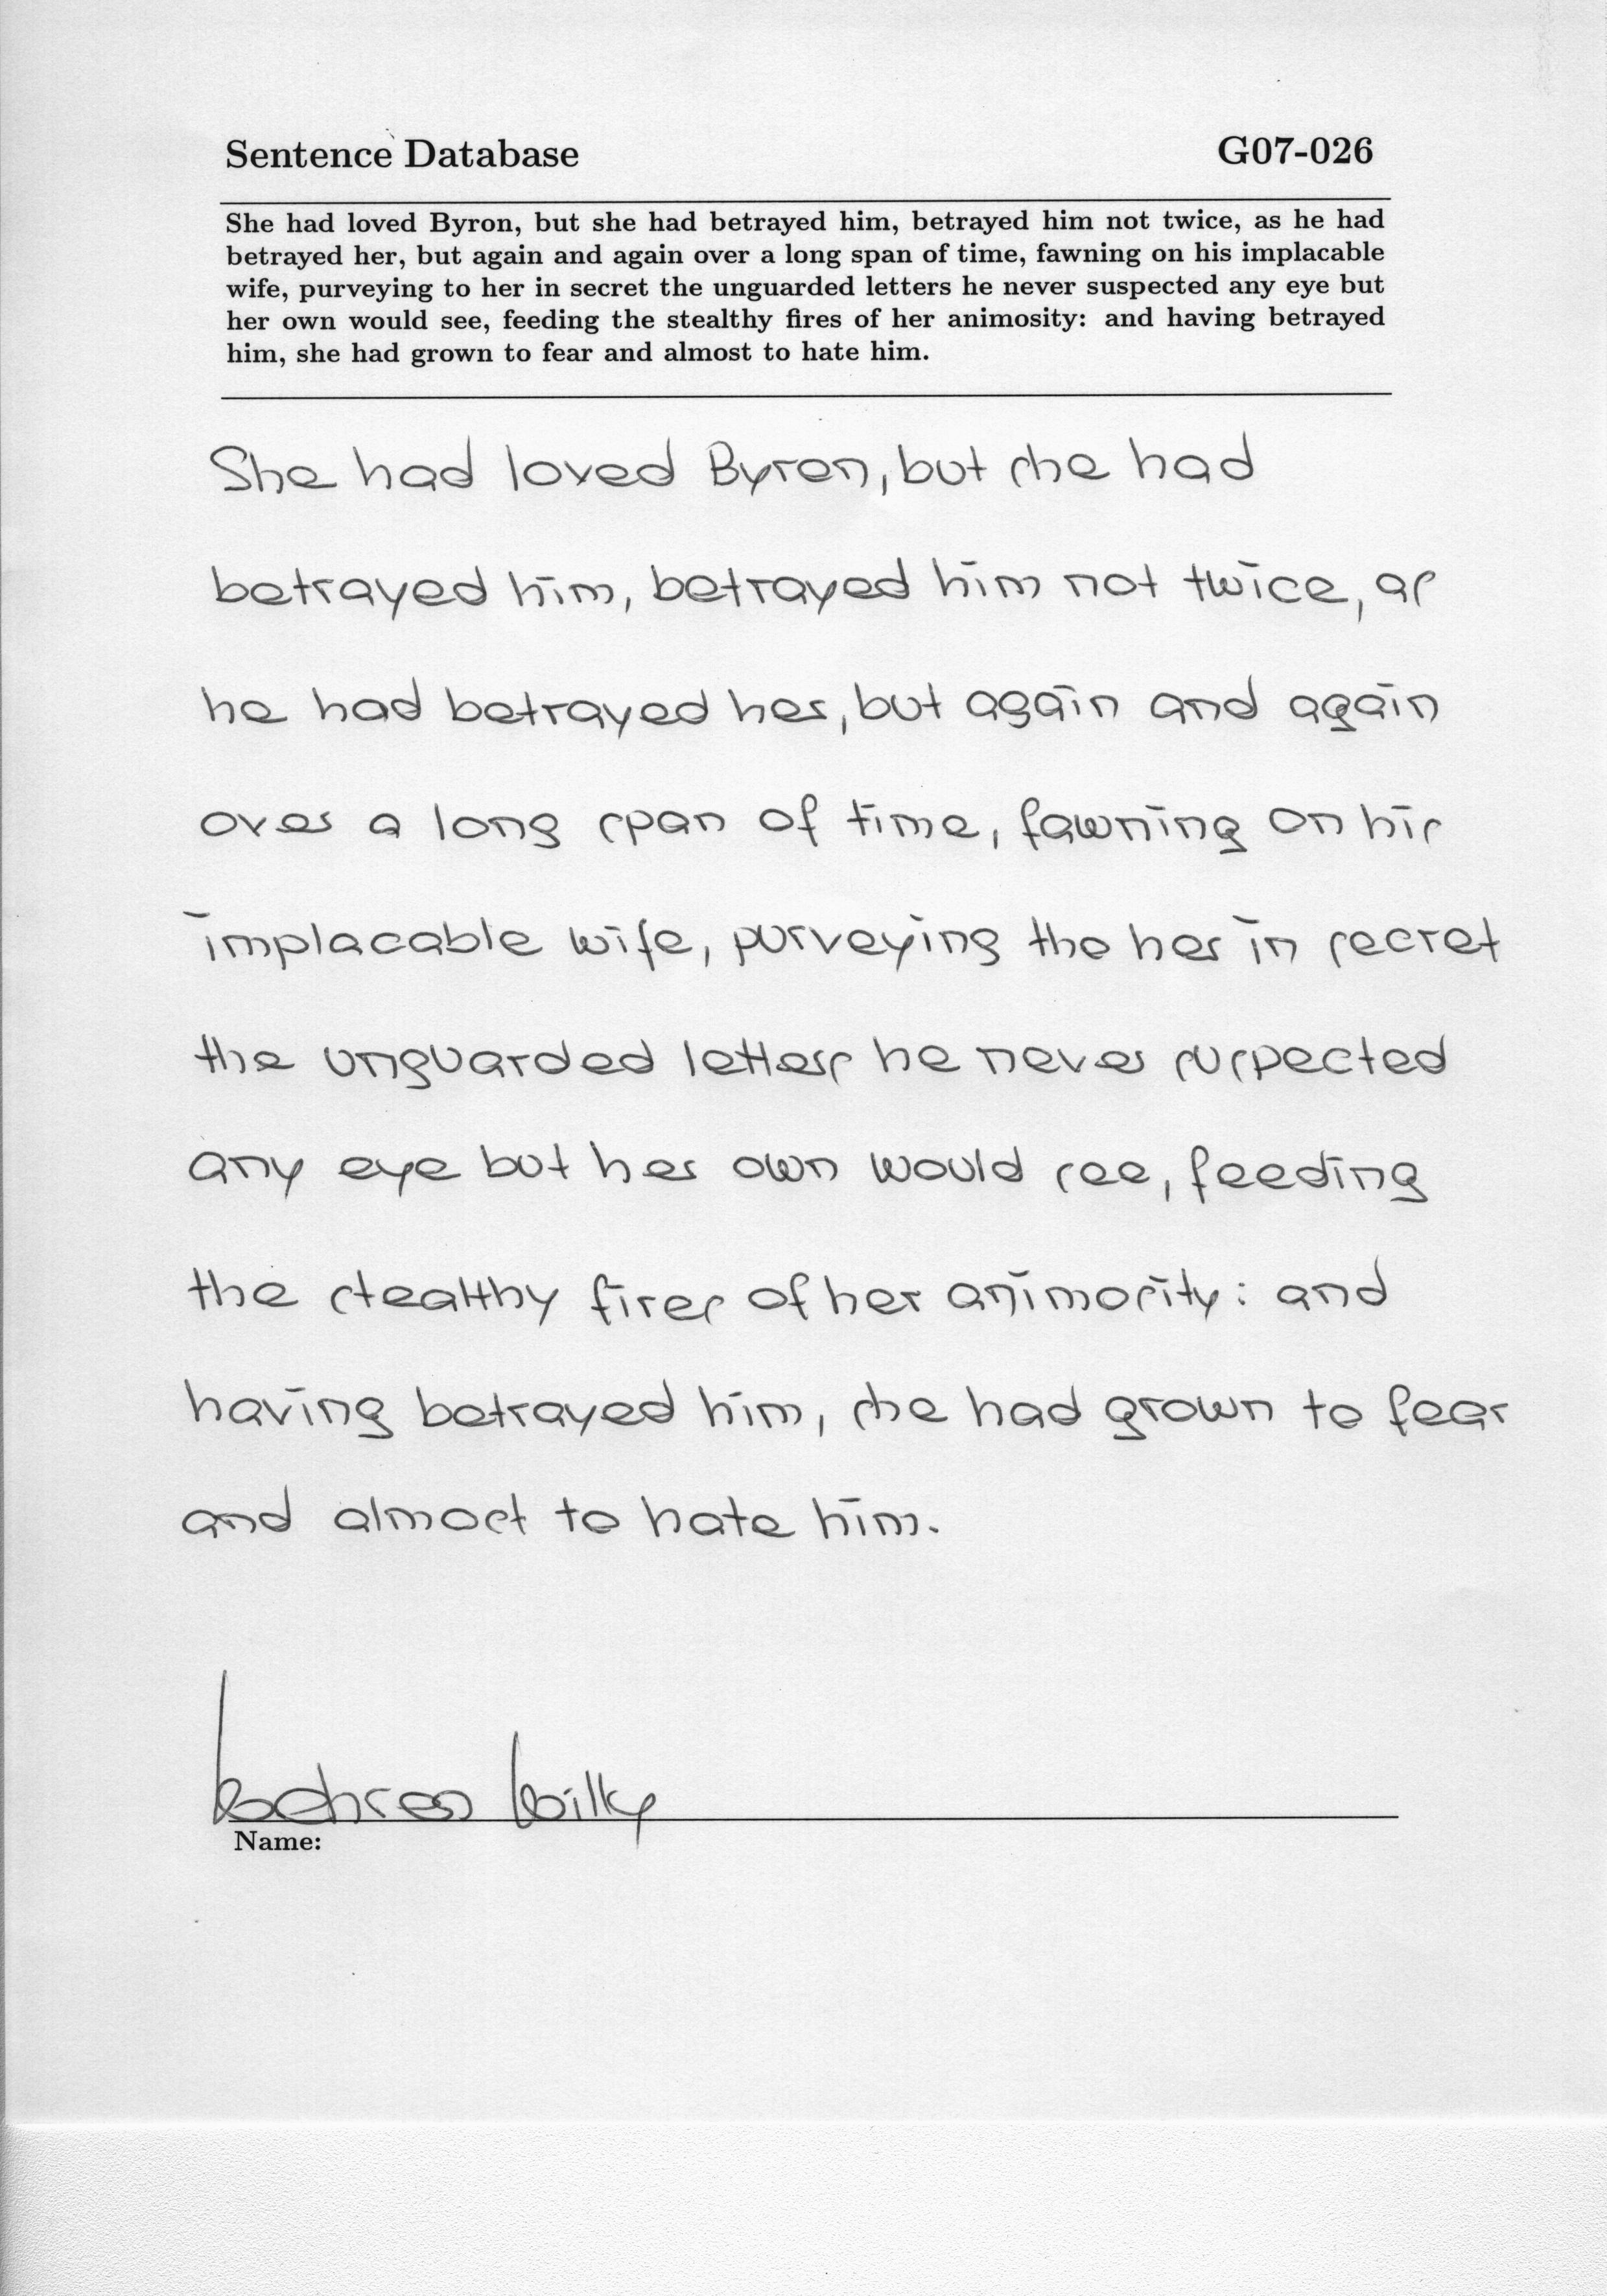 Sentence Database G07-026
She had loved Byron, but she had betrayed him, betrayed him not twice, as he had
betrayed her, but again and again over a long span of time, fawning on his implacable
wife, purveying to her in secret the unguarded letters he never suspected any eye but
her own would see, feeding the stealthy fires of her animosity: and having betrayed
him, she had grown to fear and almost to hate him.
She had loved Byron, but she had
betrayed him, betrayed him not twice, as
he had betrayed her, but again and again
over a long span of time, fawning on his
implacable wife, purveying tho her in secret
the unguarded letters he never suspected
any eye but her own would see, feeding
the stealthy fires of her animosity: and
having betrayed him, she had grown to fear
and almost to hate him.
Name: